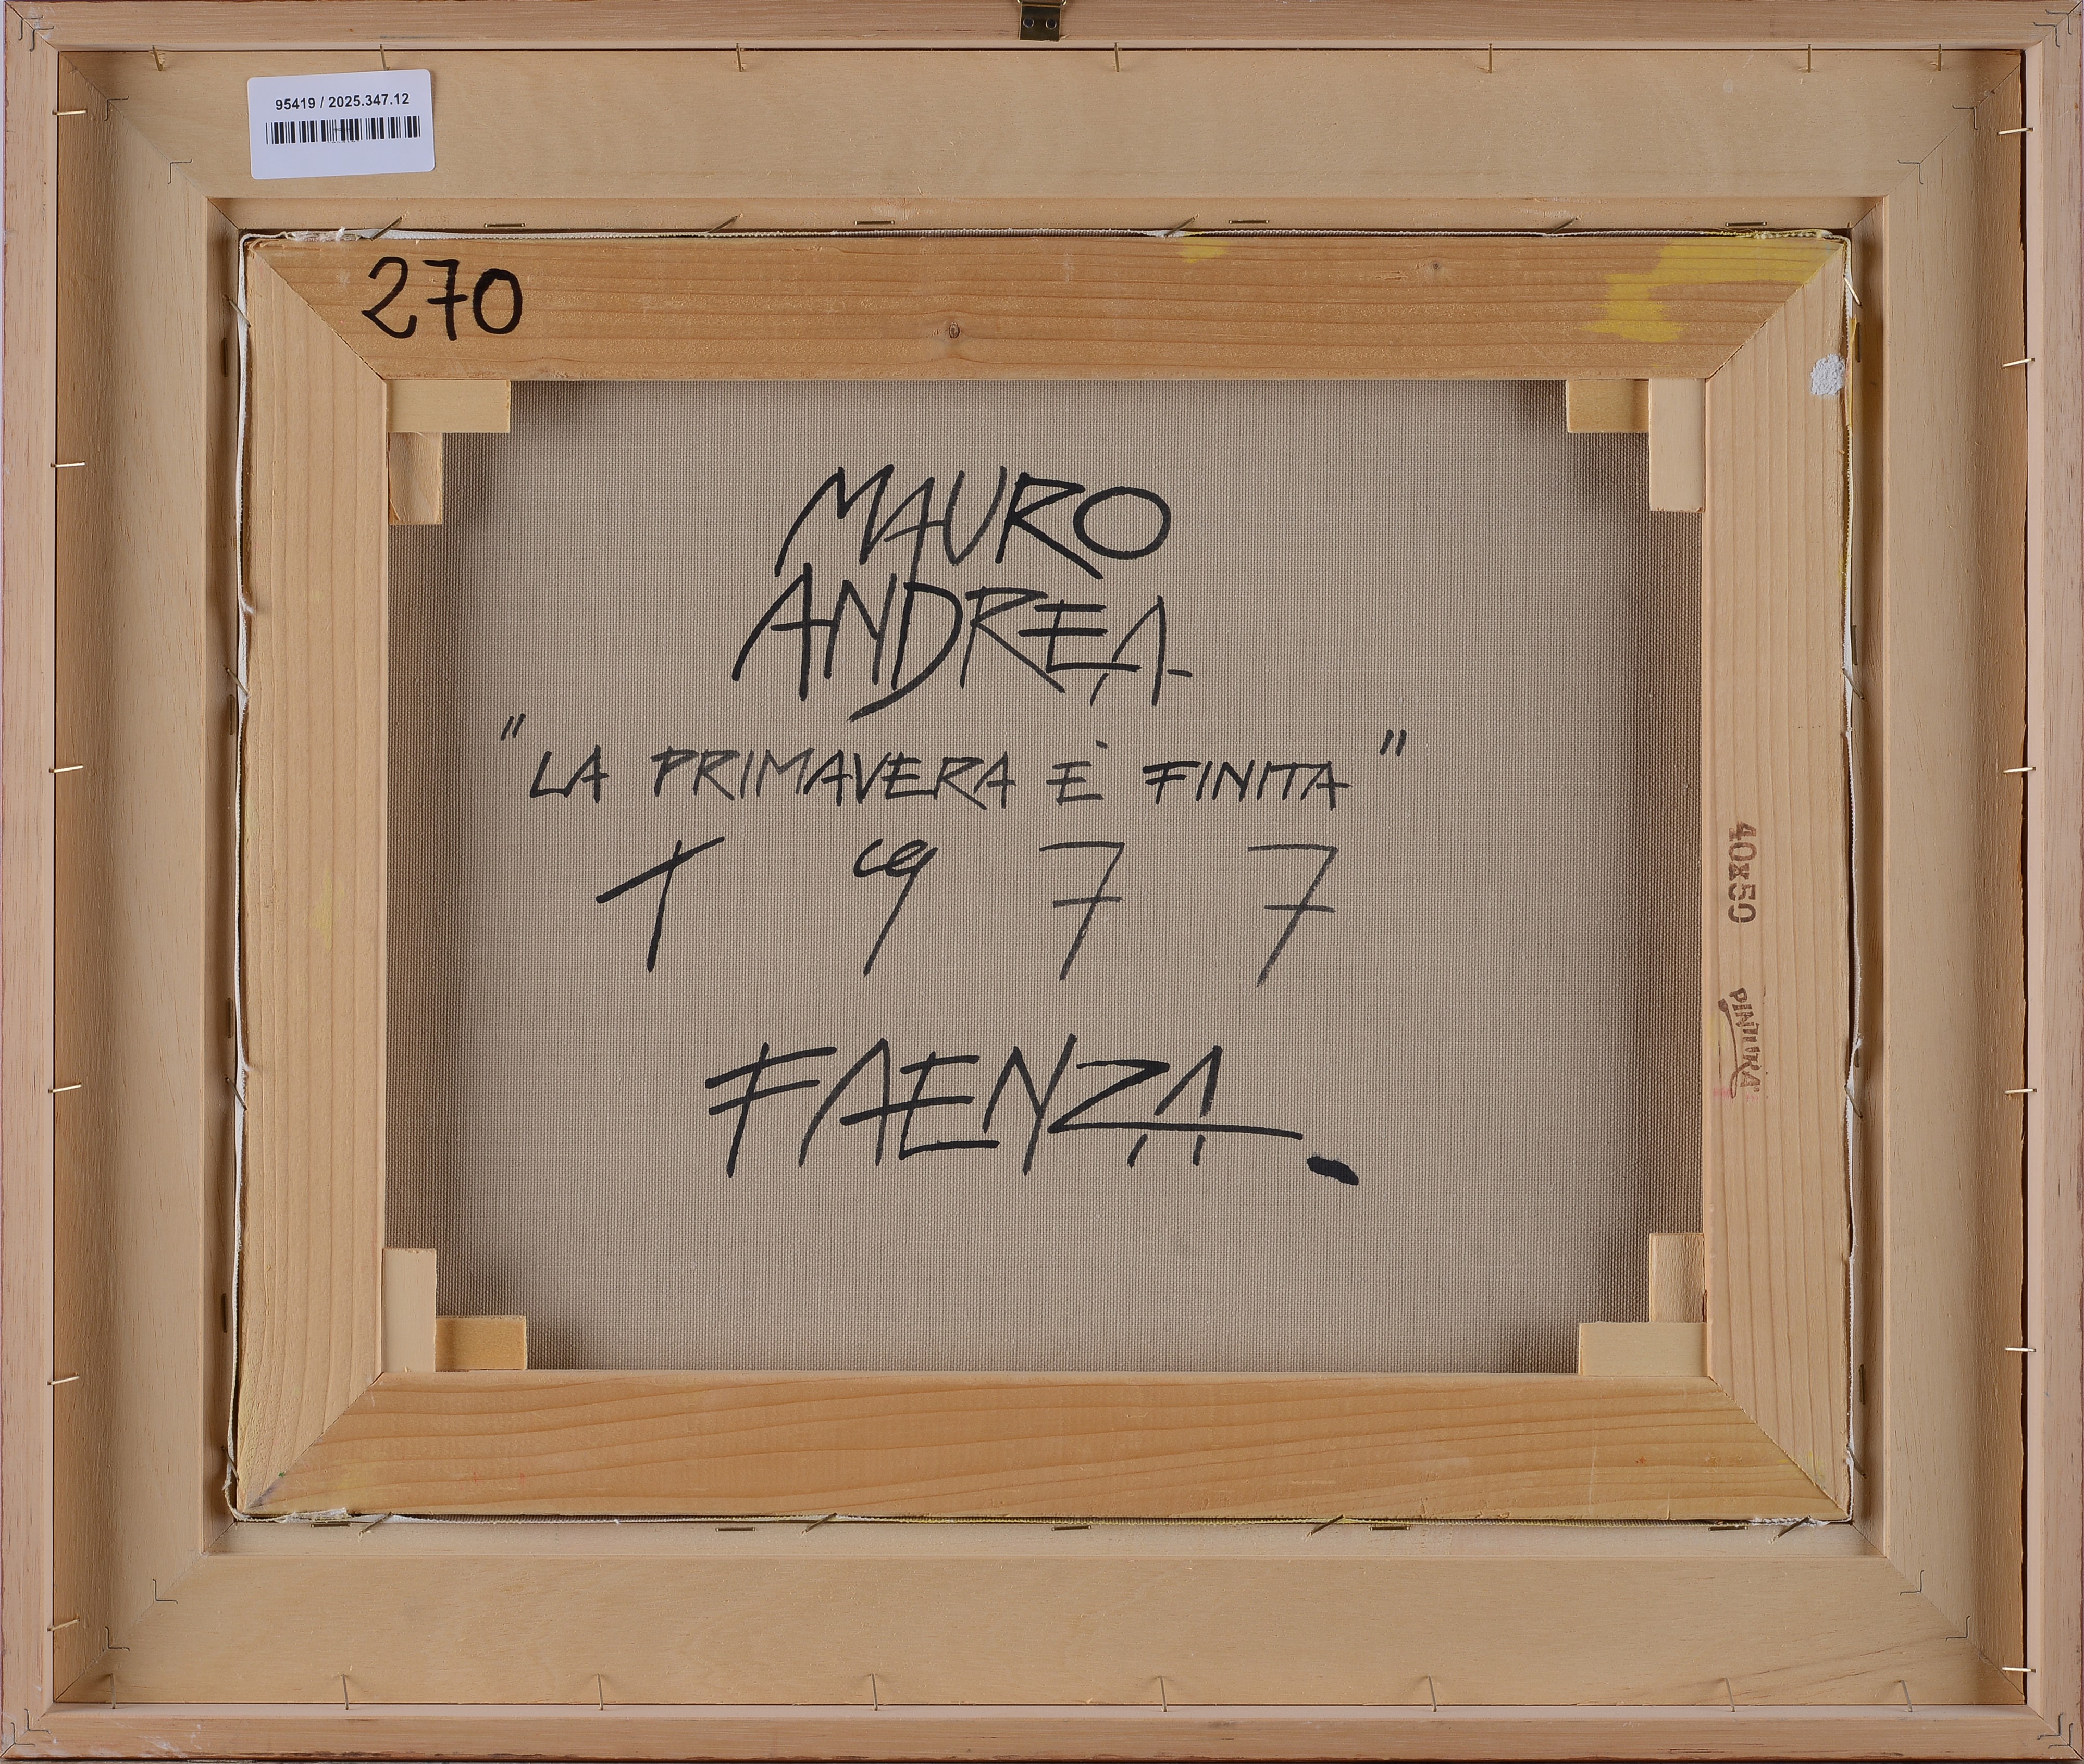 95419 / 2025.347.12
270
MAURO
ANDREA
"LA PRIMAVERA È FINITA"
1977
FAENZA.
40x50